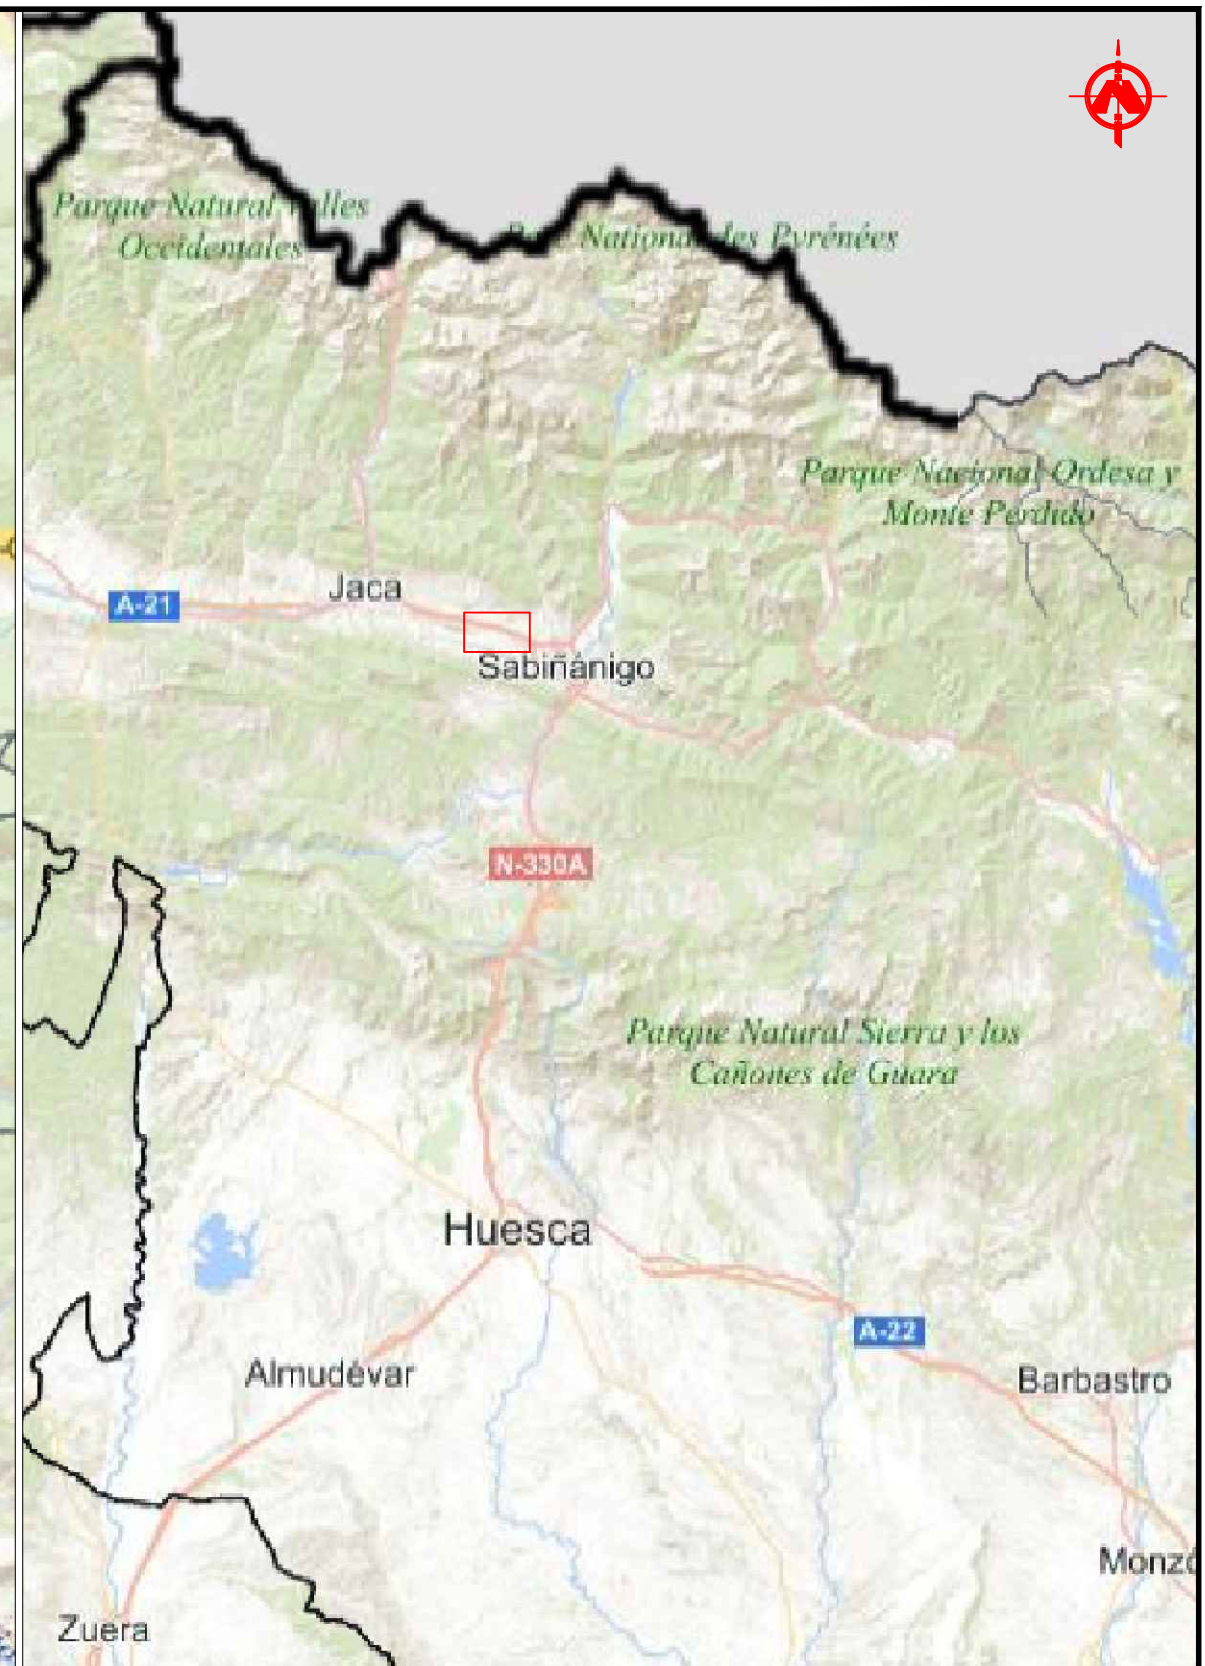 Parque Natural Valles
Occidentales
Parc National des Pyrénées
Parque Nacional Ordesa y
Monte Perdido
Jaca
A-21
Sabiñánigo
N-330A
Parque Natural Sierra y los
Cañones de Guara
Huesca
A-22
Almudévar
Barbastro
Monzó
Zuera